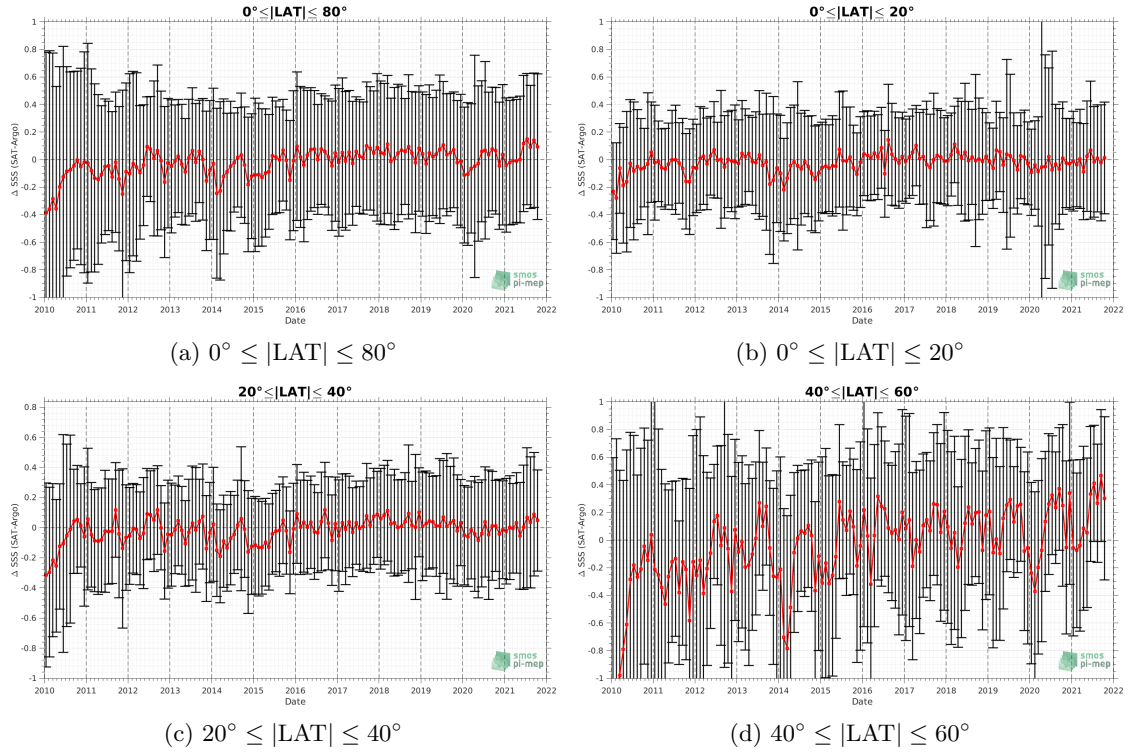 0°≤|LAT|≤ 80°
Δ SSS (SAT-Argo)
1
0.8
0.6
0.4
0.2
0
-0.2
-0.4
-0.6
-0.8
-1
2010 2011 2012 2013 2014 2015 2016 2017 2018 2019 2020 2021 2022
Date
smos
pi-mep
(a) 0° ≤ |LAT| ≤ 80°
0°≤|LAT|≤ 20°
Δ SSS (SAT-Argo)
1
0.8
0.6
0.4
0.2
0
-0.2
-0.4
-0.6
-0.8
-1
2010 2011 2012 2013 2014 2015 2016 2017 2018 2019 2020 2021 2022
Date
smos
pi-mep
(b) 0° ≤ |LAT| ≤ 20°
20°≤|LAT|≤ 40°
Δ SSS (SAT-Argo)
0.8
0.6
0.4
0.2
0
-0.2
-0.4
-0.6
-0.8
-1
2010 2011 2012 2013 2014 2015 2016 2017 2018 2019 2020 2021 2022
Date
smos
pi-mep
(c) 20° ≤ |LAT| ≤ 40°
40°≤|LAT|≤ 60°
Δ SSS (SAT-Argo)
1
0.8
0.6
0.4
0.2
0
-0.2
-0.4
-0.6
-0.8
-1
2010 2011 2012 2013 2014 2015 2016 2017 2018 2019 2020 2021 2022
Date
smos
pi-mep
(d) 40° ≤ |LAT| ≤ 60°